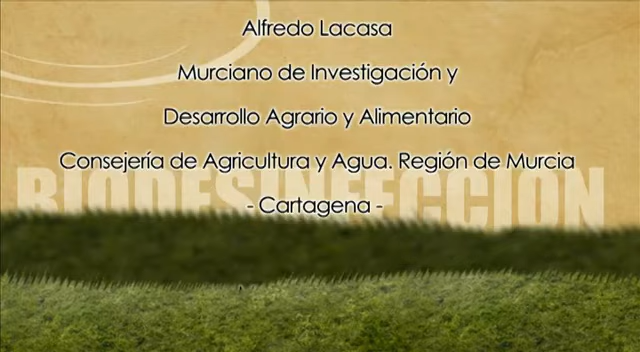 Alfredo Lacasa
Murciano de Investigación y
Desarrollo Agrario y Alimentario
Consejería de Agricultura y Agua. Región de Murcia
BIODESINFECCION
- Cartagena -